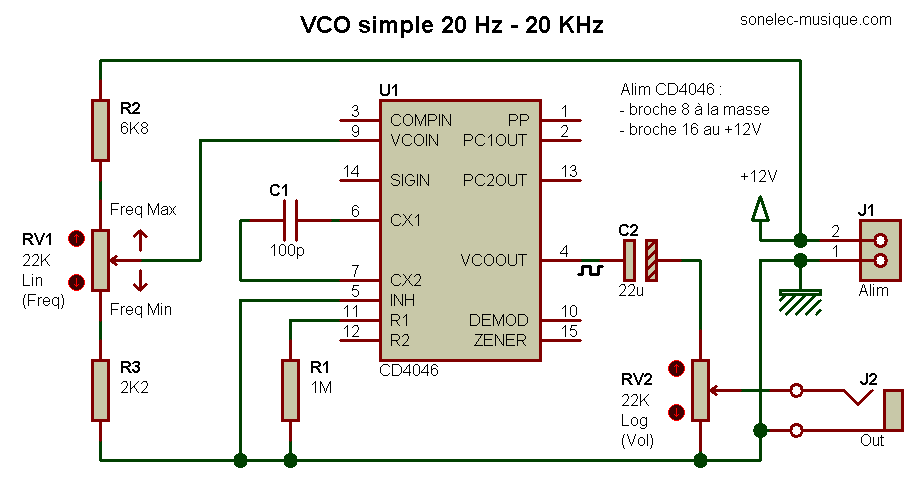 VCO simple 20 Hz - 20 KHz
sonelec-musique.com
U1
Alim CD4046 :
- broche 8 à la masse
- broche 16 au +12V
R2
6K8
3
COMPIN
PP
1
9
VCOIN
PC1OUT
2
14
SIGIN
PC2OUT
13
+12V
C1
100p
6
CX1
J1
2
1
Alim
Freq Max
RV1
22K
Lin
(Freq)
Freq Min
VCOOUT
4
C2
22u
7
CX2
5
INH
11
R1
DEMOD
10
12
R2
ZENER
15
CD4046
R3
2K2
R1
1M
RV2
22K
Log
(Vol)
J2
Out